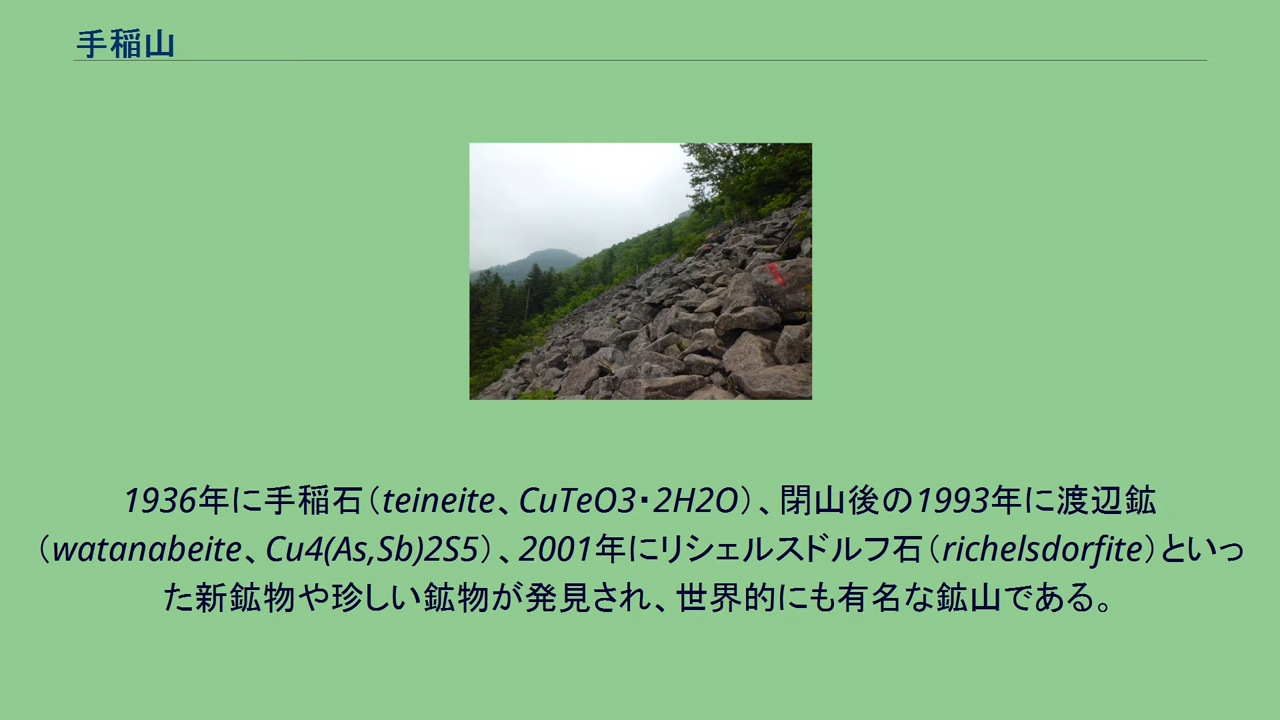 手稲山
1936年に手稲石（teineite、CuTeO3・2H2O）、閉山後の1993年に渡辺鉱
（watanabeite、Cu4(As,Sb)2S5）、2001年にリシェルスドルフ石（richelsdorfite）といっ
た新鉱物や珍しい鉱物が発見され、世界的にも有名な鉱山である。